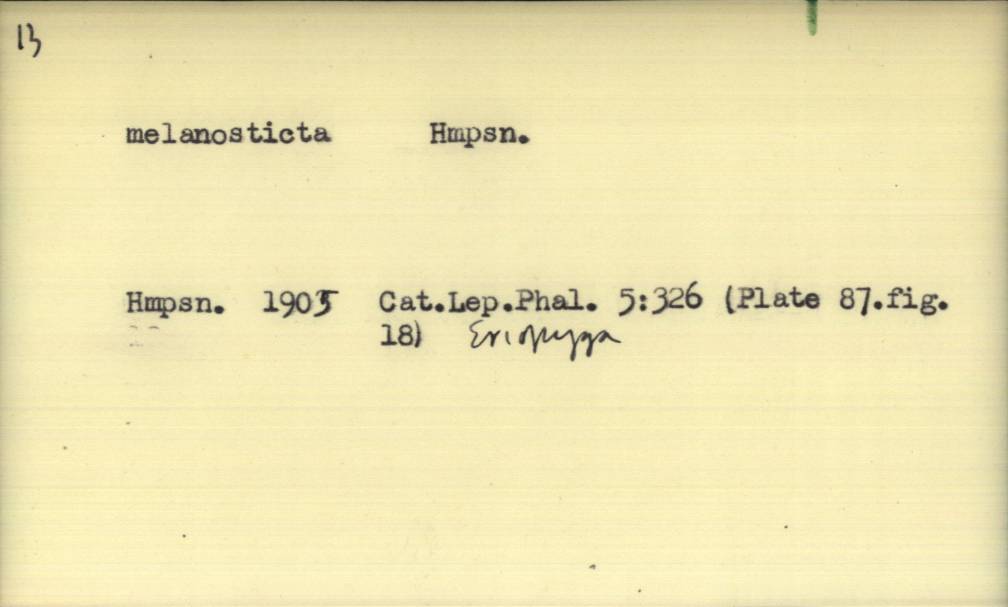 13
melanosticta Hmpsn.
Hmpsn. 1905 Cat.Lep.Phal. 5:326 (Plate 87.fig.
18) Eriopyga